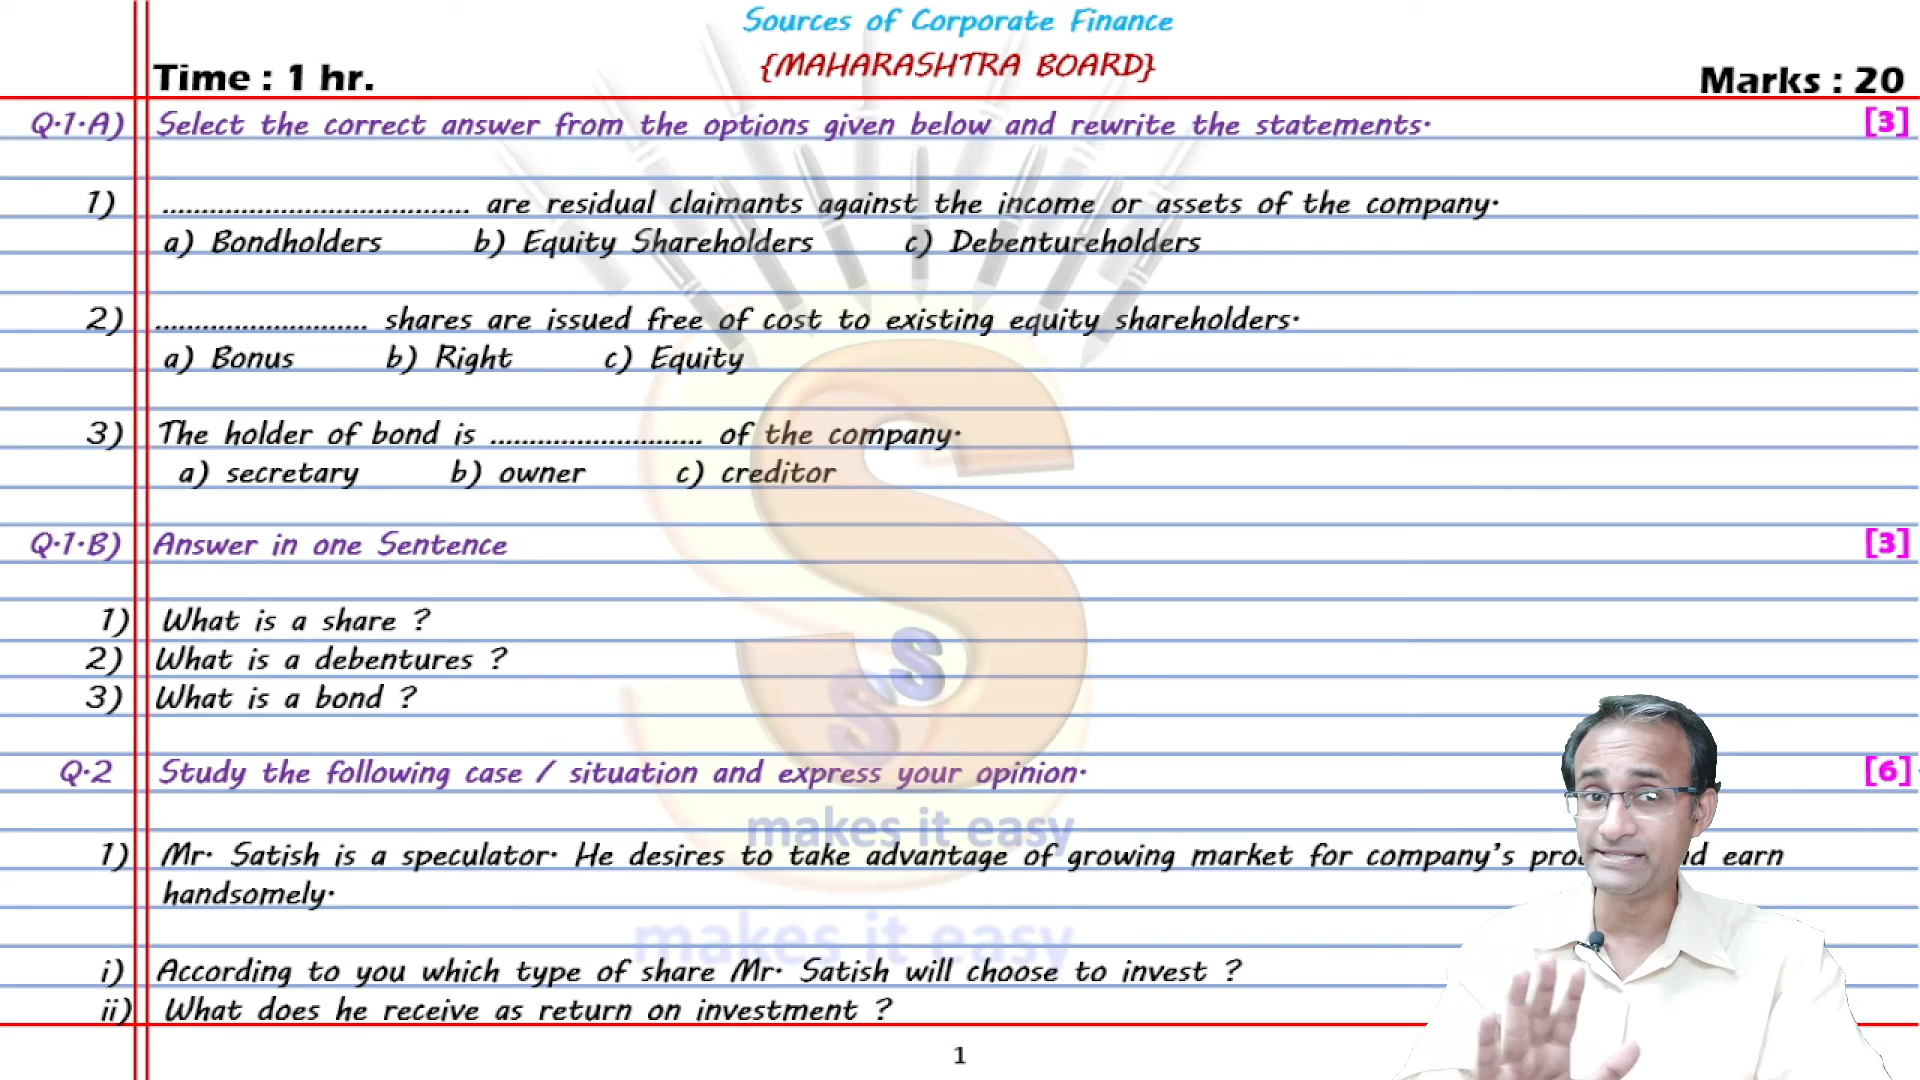 Sources of Corporate Finance
{MAHARASHTRA BOARD}
Time : 1 hr. Marks : 20
Q.1.A) Select the correct answer from the options given below and rewrite the statements. [3]
1) ........................................ are residual claimants against the income or assets of the company.
a) Bondholders b) Equity Shareholders c) Debentureholders
2) ............................ shares are issued free of cost to existing equity shareholders.
a) Bonus b) Right c) Equity
3) The holder of bond is ............................ of the company.
a) secretary b) owner c) creditor
Q.1.B) Answer in one Sentence [3]
1) What is a share ?
2) What is a debentures ?
3) What is a bond ?
Q.2 Study the following case / situation and express your opinion. [6]
1) Mr. Satish is a speculator. He desires to take advantage of growing market for company's earn
handsomely.
i) According to you which type of share Mr. Satish will choose to invest ?
ii) What does he receive as return on investment ?
1
S
S
S
makes it easy
makes it easy